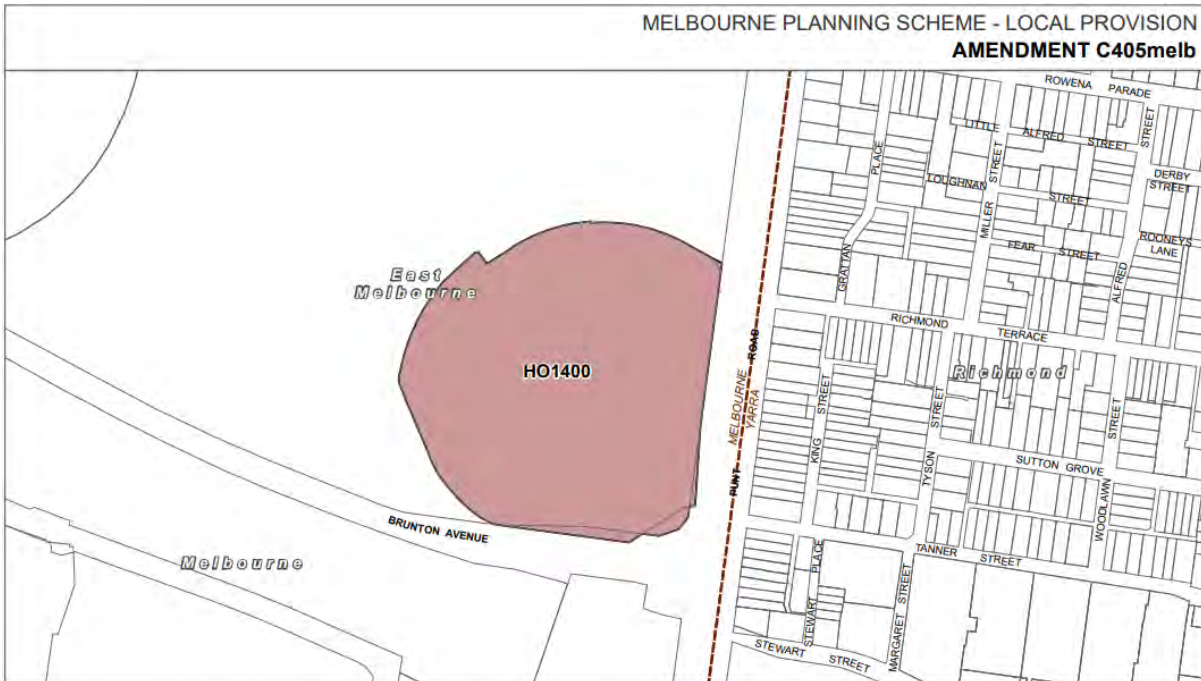 MELBOURNE PLANNING SCHEME - LOCAL PROVISION
AMENDMENT C405melb
ROWENA PARADE
LITTLE ALFRED STREET
STREET
PLACE
STREET
DERBY
STREET
LOUGHNAN STREET
MILLER
FEAR STREET
ROONEYS
LANE
GRATTAN
ALFRED
East
Melbourne
RICHMOND TERRACE
HO1400
Richmond
PUNT ROAD
MELBOURNE
YARRA
KING STREET
TYSON STREET
SUTTON GROVE
WOODLAWN STREET
BRUNTON AVENUE
Melbourne
TANNER STREET
STEWART PLACE
MARGARET STREET
STEWART STREET